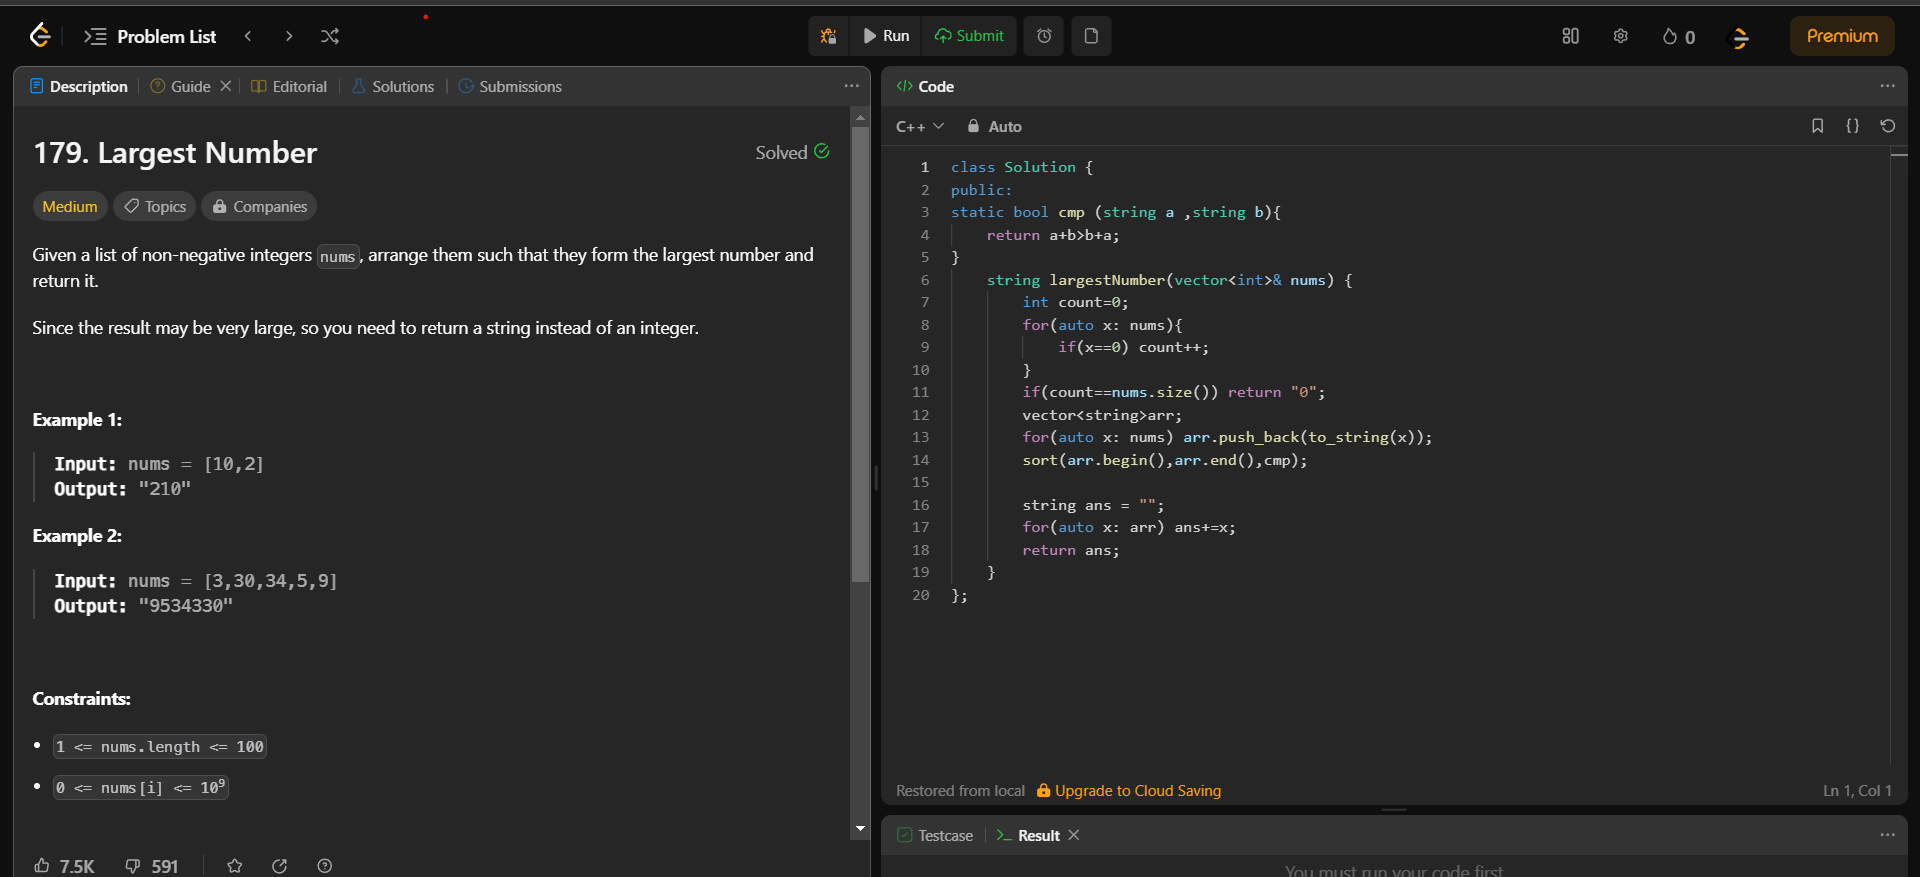 Problem List
Run
Submit
0
Premium
Description
Guide
Editorial
Solutions
Submissions
179. Largest Number
Solved
Medium
Topics
Companies
Given a list of non-negative integers nums, arrange them such that they form the largest number and
return it.
Since the result may be very large, so you need to return a string instead of an integer.
Example 1:
Input: nums = [10,2]
Output: "210"
Example 2:
Input: nums = [3,30,34,5,9]
Output: "9534330"
Constraints:
1 <= nums.length <= 100
0 <= nums[i] <= 10⁹
7.5K
591
</> Code
C++
Auto
1 class Solution {
2 public:
3 static bool cmp (string a ,string b){
4     return a+b>b+a;
5 }
6     string largestNumber(vector<int>& nums) {
7         int count=0;
8         for(auto x: nums){
9             if(x==0) count++;
10         }
11         if(count==nums.size()) return "0";
12         vector<string>arr;
13         for(auto x: nums) arr.push_back(to_string(x));
14         sort(arr.begin(),arr.end(),cmp);
15
16         string ans = "";
17         for(auto x: arr) ans+=x;
18         return ans;
19     }
20 };
Restored from local
Upgrade to Cloud Saving
Ln 1, Col 1
Testcase
Result
You must run your code first